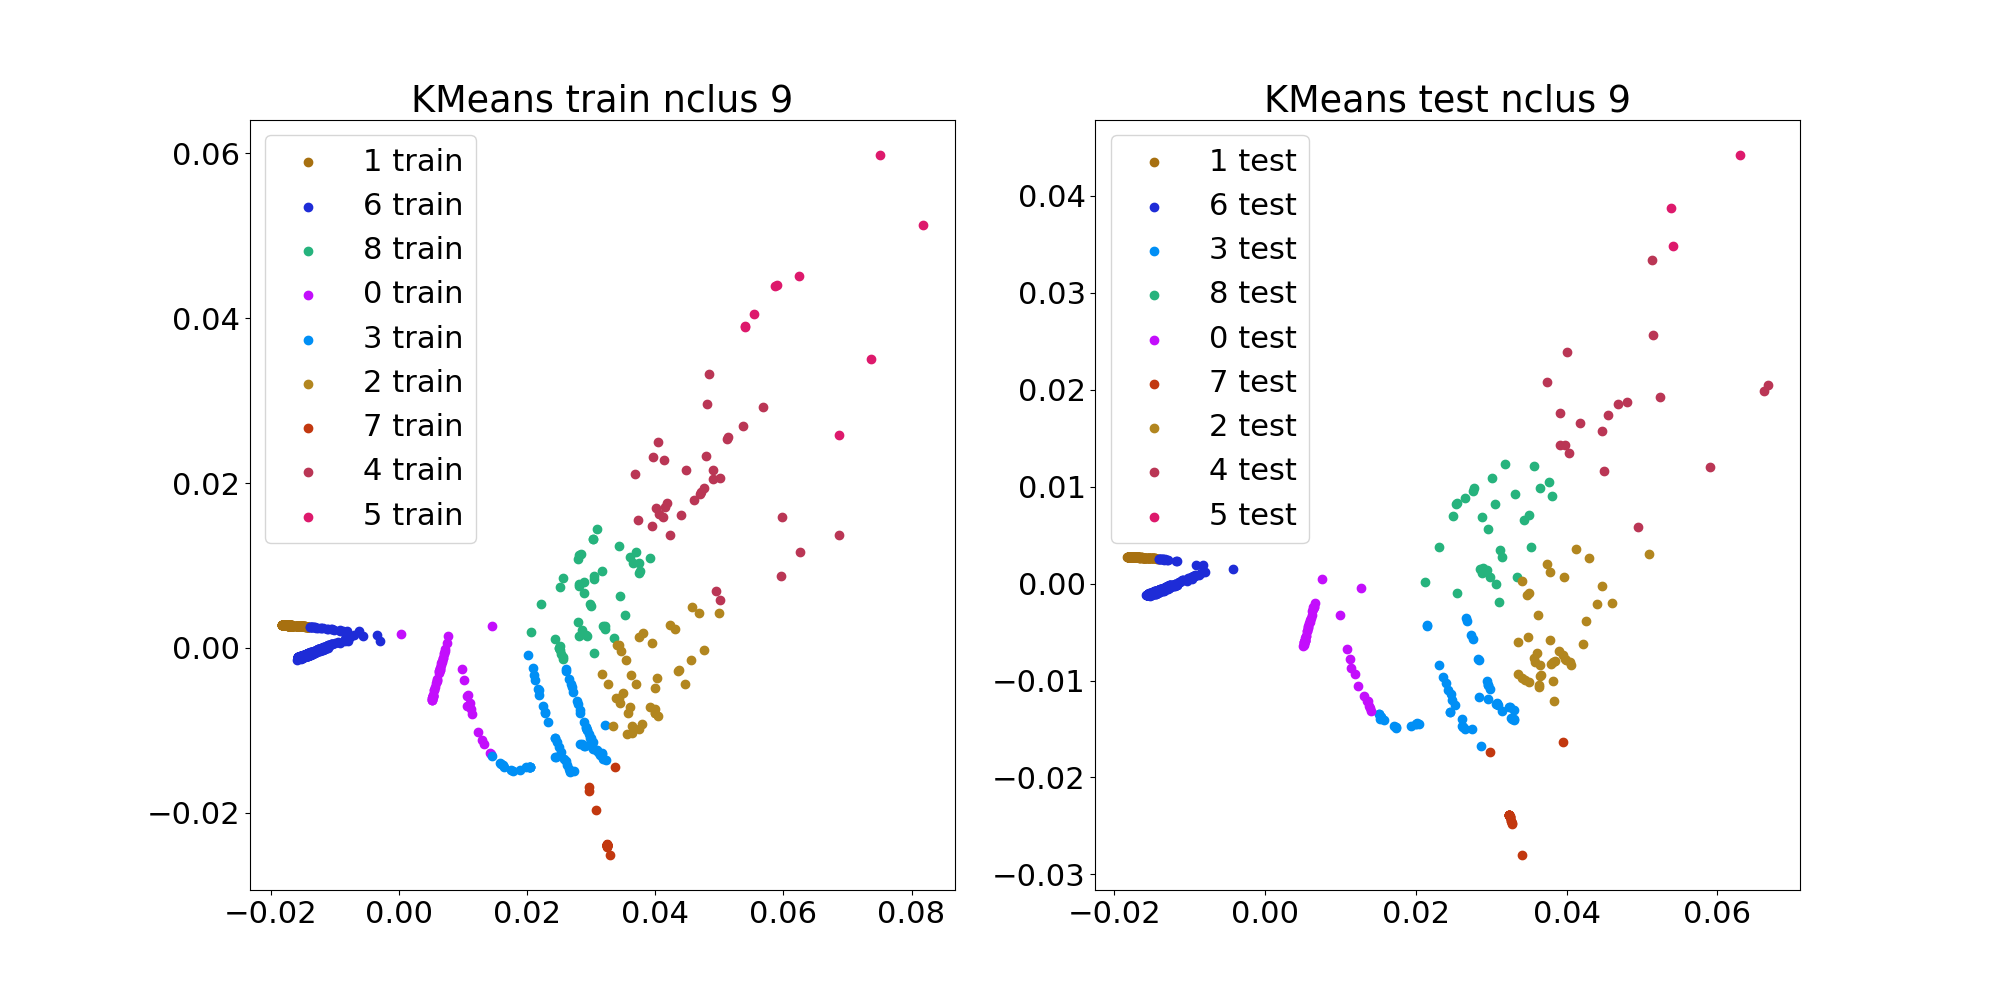 KMeans train nclus 9
0.06
0.04
0.02
0.00
−0.02
1 train
6 train
8 train
0 train
3 train
2 train
7 train
4 train
5 train
−0.02 0.00 0.02 0.04 0.06 0.08
KMeans test nclus 9
0.04
0.03
0.02
0.01
0.00
−0.01
−0.02
−0.03
1 test
6 test
3 test
8 test
0 test
7 test
2 test
4 test
5 test
−0.02 0.00 0.02 0.04 0.06